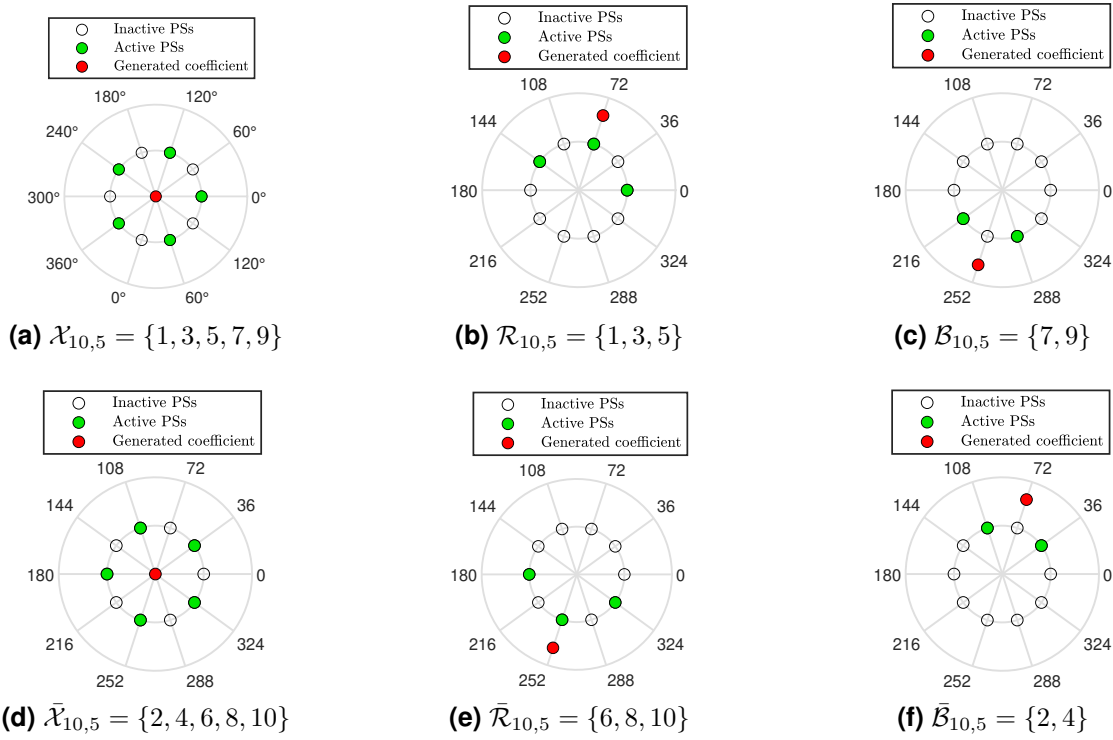 Inactive PSs
Active PSs
Generated coefficient
180° 120°
240° 60°
300° 0°
360° 120°
0° 60°
(a) 𝒳10,5 = {1, 3, 5, 7, 9}
Inactive PSs
Active PSs
Generated coefficient
108 72
144 36
180 0
216 324
252 288
(b) ℛ10,5 = {1, 3, 5}
Inactive PSs
Active PSs
Generated coefficient
108 72
144 36
180 0
216 324
252 288
(c) ℬ10,5 = {7, 9}
Inactive PSs
Active PSs
Generated coefficient
108 72
144 36
180 0
216 324
252 288
(d) 𝒳̄10,5 = {2, 4, 6, 8, 10}
Inactive PSs
Active PSs
Generated coefficient
108 72
144 36
180 0
216 324
252 288
(e) ℛ̄10,5 = {6, 8, 10}
Inactive PSs
Active PSs
Generated coefficient
108 72
144 36
180 0
216 324
252 288
(f) ℬ̄10,5 = {2, 4}